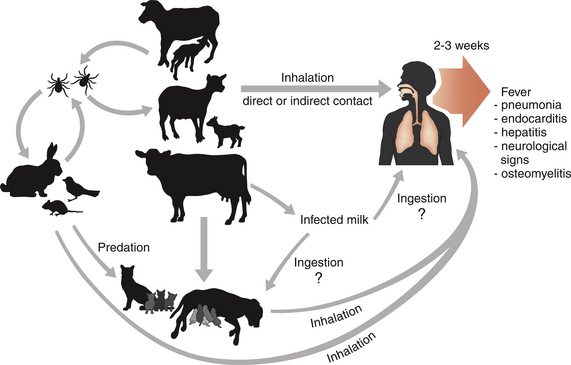 2-3 weeks
Inhalation
direct or indirect contact
Fever
- pneumonia
- endocarditis
- hepatitis
- neurological
signs
- osteomyelitis
Ingestion
?
Infected milk
Predation
Ingestion
?
Inhalation
Inhalation